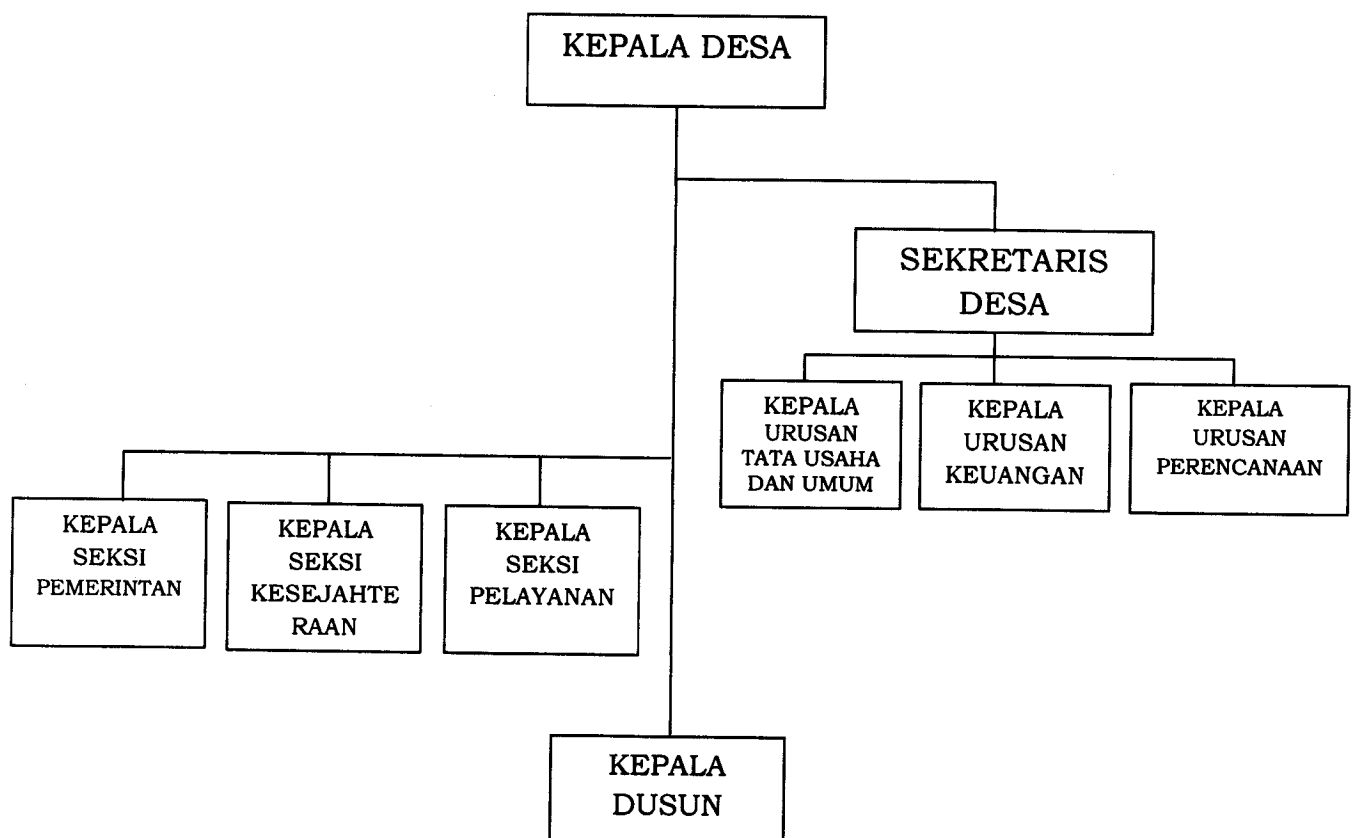 KEPALA DESA
SEKRETARIS
DESA
KEPALA
URUSAN
TATA USAHA
DAN UMUM
KEPALA
URUSAN
KEUANGAN
KEPALA
URUSAN
PERENCANAAN
KEPALA
SEKSI
PEMERINTAN
KEPALA
SEKSI
KESEJAHTE
RAAN
KEPALA
SEKSI
PELAYANAN
KEPALA
DUSUN